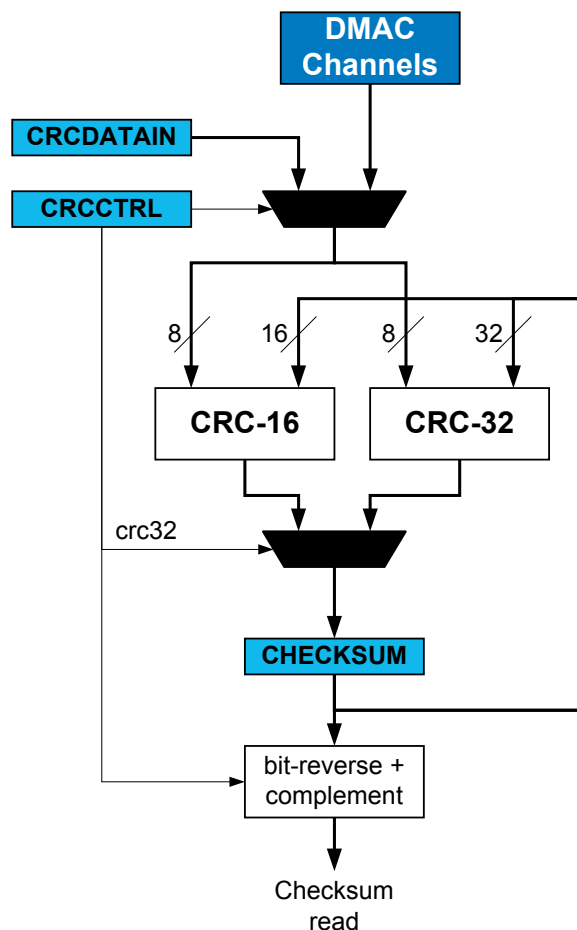 DMAC
Channels
CRCDATAIN
CRCCTRL
8
16
8
32
CRC-16
CRC-32
crc32
CHECKSUM
bit-reverse +
complement
Checksum
read